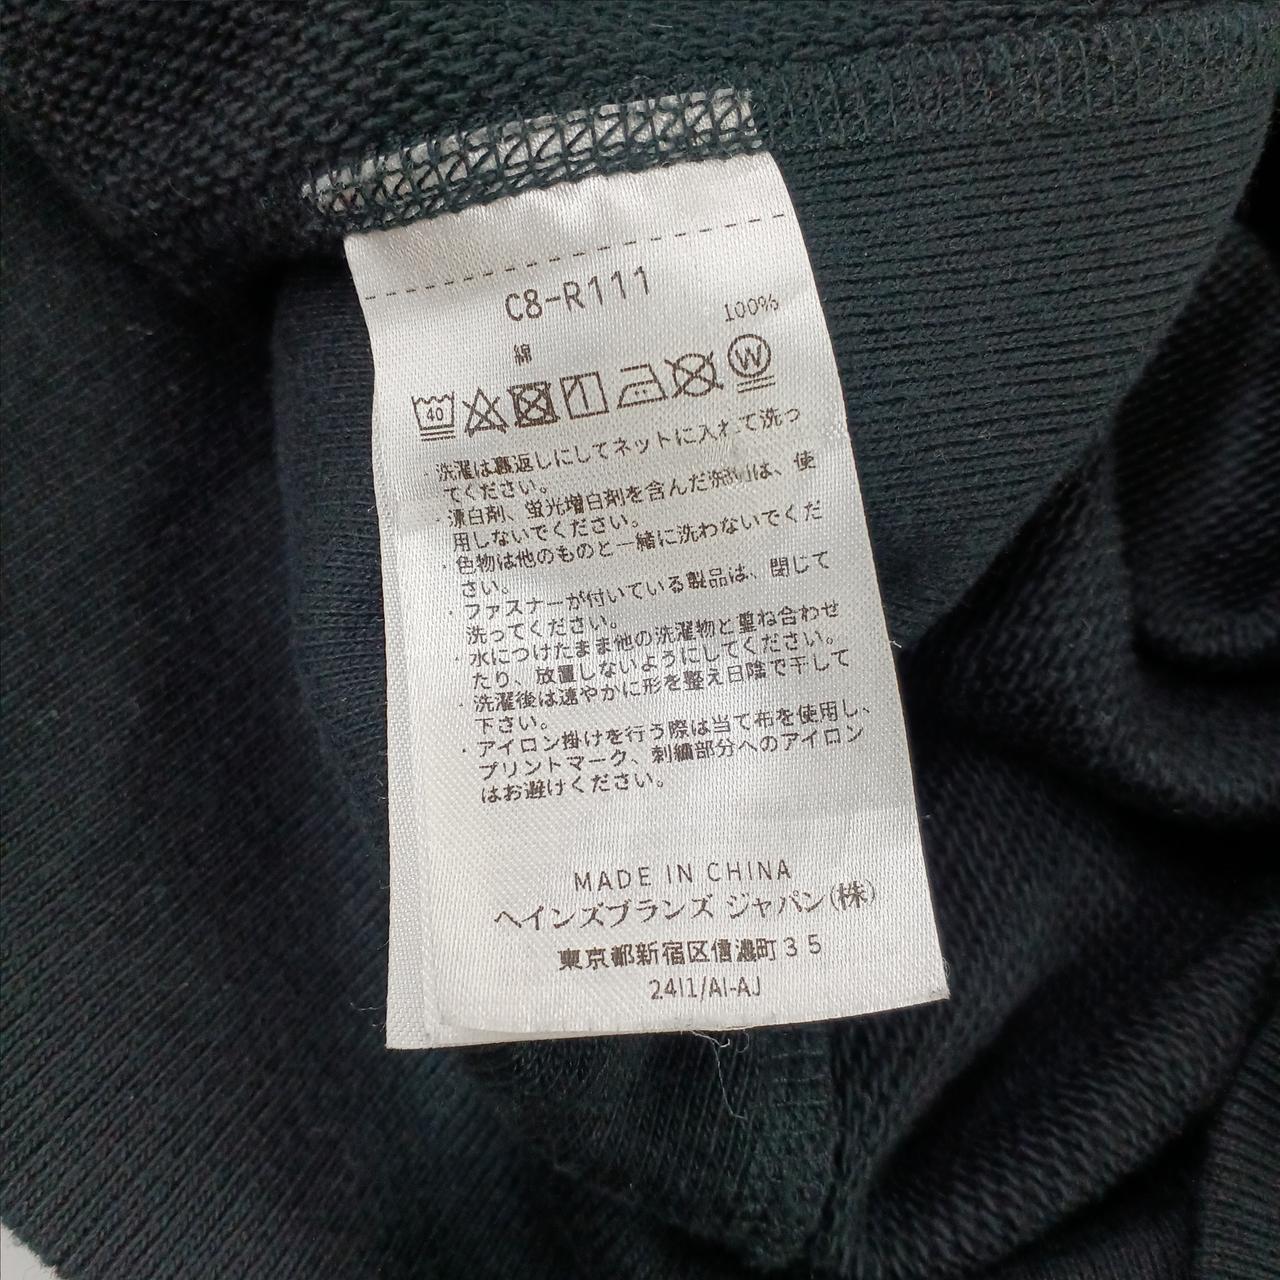 C8-R111
綿 100%
40 W
・洗濯は裏返しにしてネットに入れて洗っ
てください。
・漂白剤、蛍光増白剤を含んだ洗剤は、使
用しないでください。
・色物は他のものと一緒に洗わないでくだ
さい。
・ファスナーが付いている製品は、閉じて
洗ってください。
・水につけたまま他の洗濯物と重ね合わせ
たり、放置しないようにしてください。
・洗濯後は速やかに形を整え日陰で干して
下さい。
・アイロン掛けを行う際は当て布を使用し、
プリントマーク、刺繍部分へのアイロン
はお避けください。
MADE IN CHINA
ヘインズブランズ ジャパン(株)
東京都新宿区信濃町35
24I1/AI-AJ